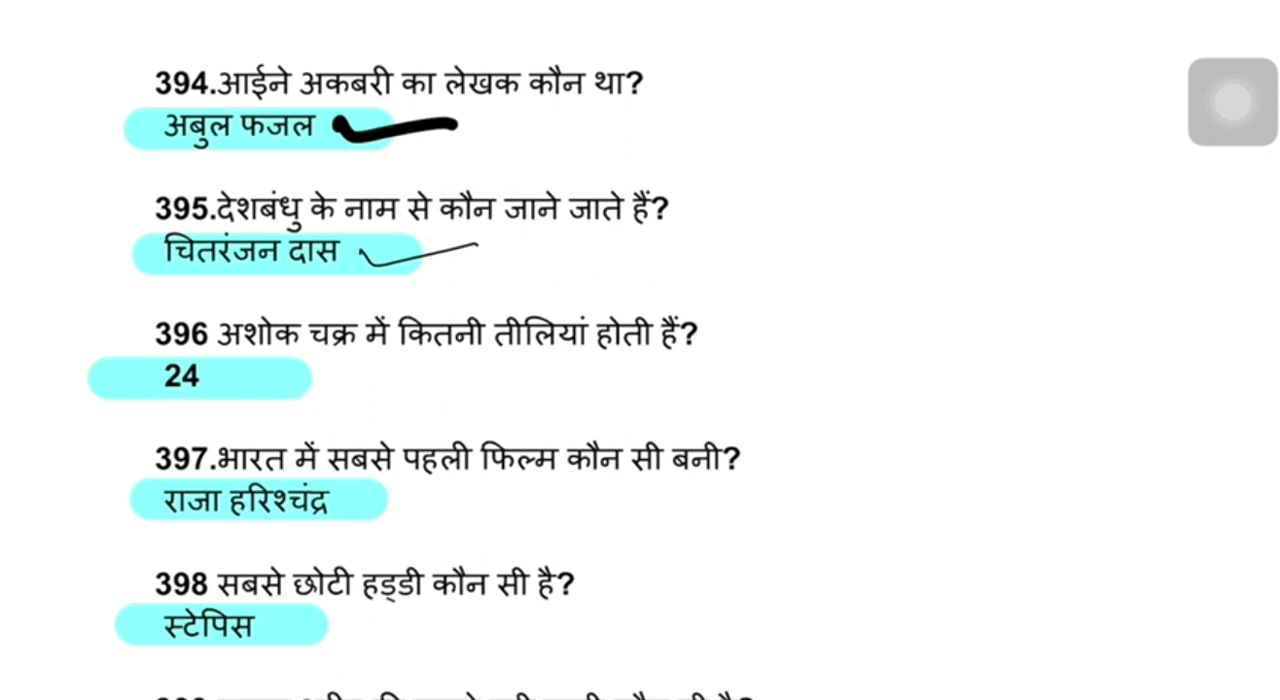 394.आईने अकबरी का लेखक कौन था?
अबुल फजल
395.देशबंधु के नाम से कौन जाने जाते हैं?
चितरंजन दास
396 अशोक चक्र में कितनी तीलियां होती हैं?
24
397.भारत में सबसे पहली फिल्म कौन सी बनी?
राजा हरिश्चंद्र
398 सबसे छोटी हड्डी कौन सी है?
स्टेपिस